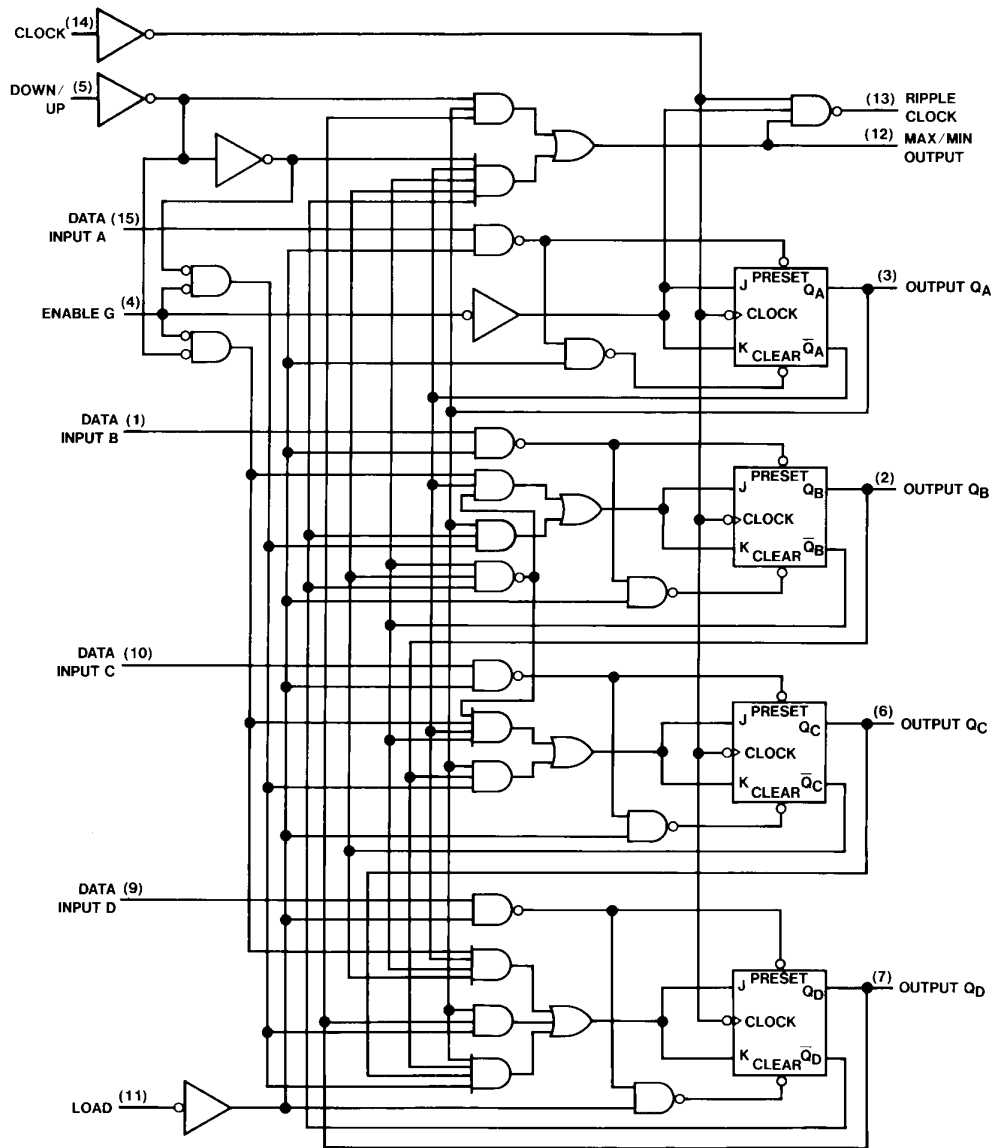 CLOCK (14)
DOWN/ (5)
UP
(13) RIPPLE
CLOCK
(12) MAX/MIN
OUTPUT
DATA (15)
INPUT A
J PRESET
QA
(3) OUTPUT QA
ENABLE G (4)
CLOCK
K CLEAR Q̅A
DATA (1)
INPUT B
J PRESET
QB
(2) OUTPUT QB
CLOCK
K CLEAR Q̅B
DATA (10)
INPUT C
J PRESET
QC
(6) OUTPUT QC
CLOCK
K CLEAR Q̅C
DATA (9)
INPUT D
J PRESET
QD
(7) OUTPUT QD
CLOCK
K CLEAR Q̅D
LOAD (11)